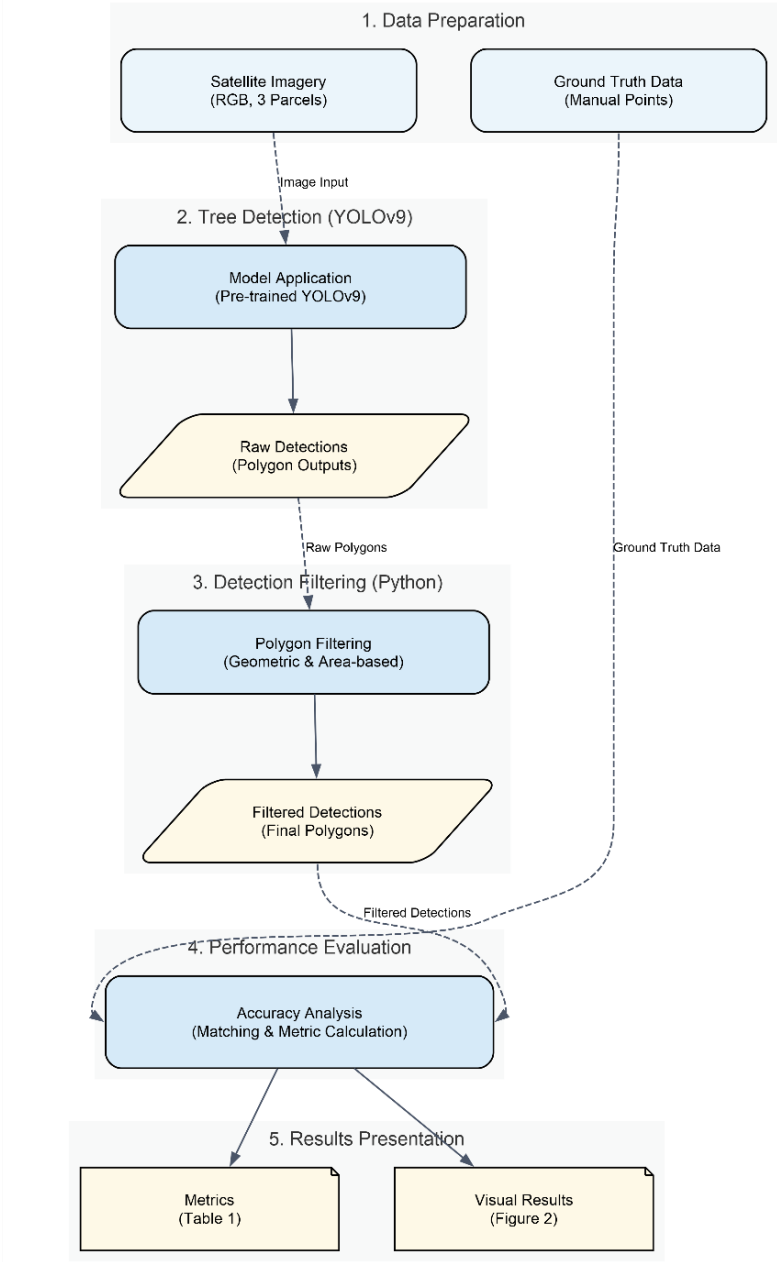 1. Data Preparation
Satellite Imagery
(RGB, 3 Parcels)
Ground Truth Data
(Manual Points)
Image Input
2. Tree Detection (YOLOv9)
Model Application
(Pre-trained YOLOv9)
Raw Detections
(Polygon Outputs)
Raw Polygons
Ground Truth Data
3. Detection Filtering (Python)
Polygon Filtering
(Geometric & Area-based)
Filtered Detections
(Final Polygons)
Filtered Detections
4. Performance Evaluation
Accuracy Analysis
(Matching & Metric Calculation)
5. Results Presentation
Metrics
(Table 1)
Visual Results
(Figure 2)